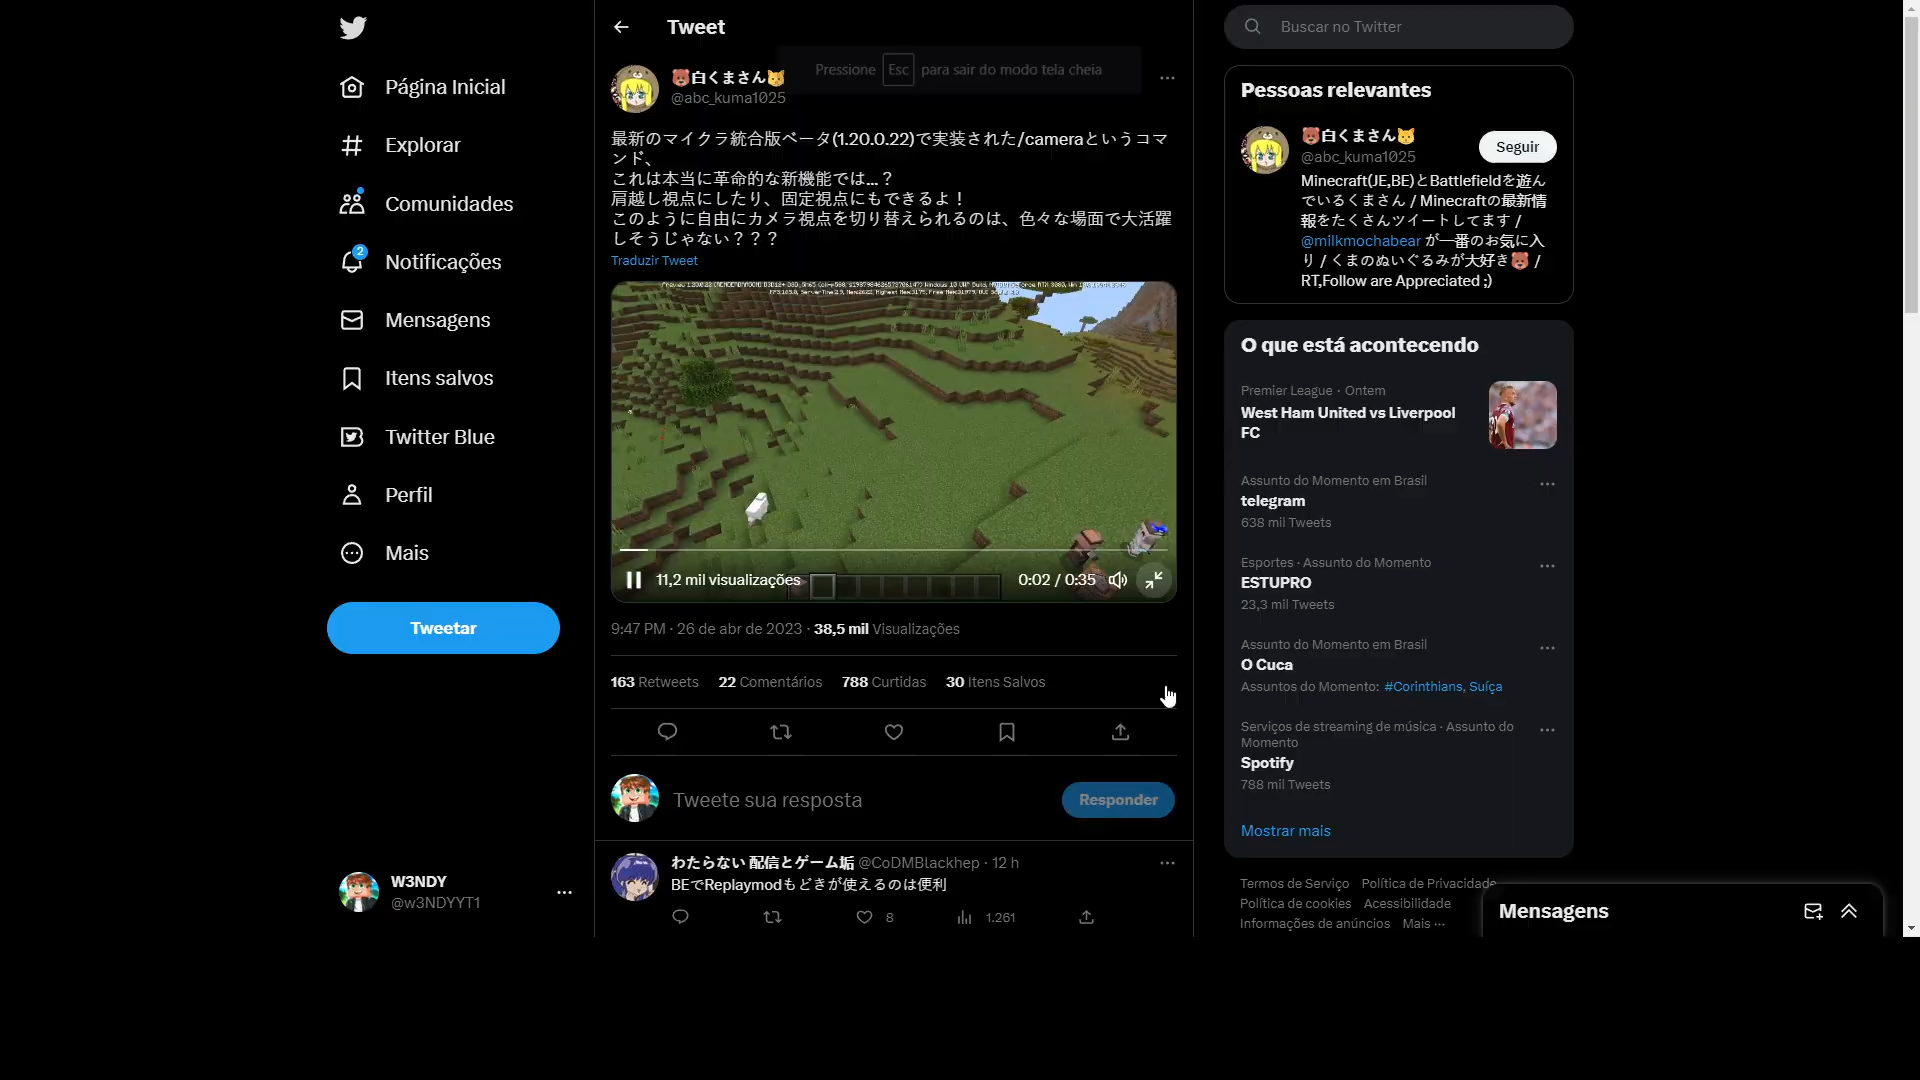 Tweet
Buscar no Twitter
Pressione Esc para sair do modo tela cheia
Página Inicial
Explorar
Comunidades
2
Notificações
Mensagens
Itens salvos
Twitter Blue
Perfil
Mais
Tweetar
W3NDY
@w3NDYYT1
🐻白くまさん🐱
@abc_kuma1025
最新のマイクラ統合版ベータ(1.20.0.22)で実装された/cameraというコマ
ンド、
これは本当に革命的な新機能では…？
肩越し視点にしたり、固定視点にもできるよ！
このように自由にカメラ視点を切り替えられるのは、色々な場面で大活躍
しそうじゃない？？？
Traduzir Tweet
11,2 mil visualizações
0:02 / 0:35
9:47 PM · 26 de abr de 2023 · 38,5 mil Visualizações
163 Retweets 22 Comentários 788 Curtidas 30 Itens Salvos
Tweete sua resposta
Responder
わたらない 配信とゲーム垢 @CoDMBlackhep · 12 h
BEでReplaymodもどきが使えるのは便利
8
1.261
Pessoas relevantes
🐻白くまさん🐱
@abc_kuma1025
Seguir
Minecraft(JE,BE)とBattlefieldを遊ん
でいるくまさん / Minecraftの最新情
報をたくさんツイートしてます /
@milkmochabear が一番のお気に入
り / くまのぬいぐるみが大好き🐻 /
RT,Follow are Appreciated ;)
O que está acontecendo
Premier League · Ontem
West Ham United vs Liverpool
FC
Assunto do Momento em Brasil
telegram
638 mil Tweets
Esportes · Assunto do Momento
ESTUPRO
23,3 mil Tweets
Assunto do Momento em Brasil
O Cuca
Assuntos do Momento: #Corinthians, Suíça
Serviços de streaming de música · Assunto do
Momento
Spotify
788 mil Tweets
Mostrar mais
Termos de Serviço Política de Privacidade
Política de cookies Acessibilidade
Informações de anúncios Mais ···
Mensagens